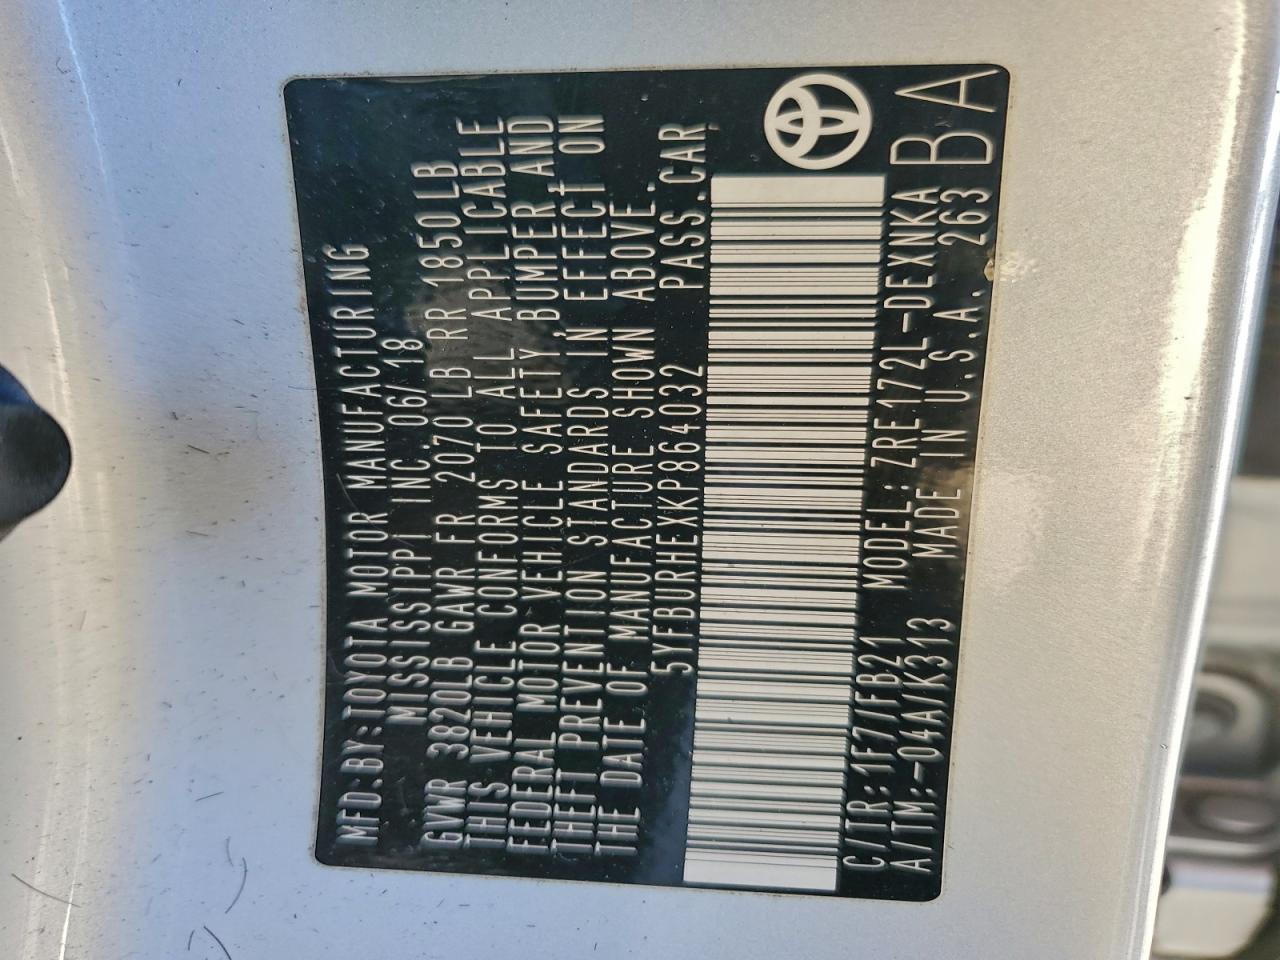 MFD:BY:TOYOTA MOTOR MANUFACTURING
MISSISSIPPI INC. 06/18
GVWR 3820LB GAWR FR 2070LB RR 1850LB
THIS VEHICLE CONFORMS TO ALL APPLICABLE
FEDERAL MOTOR VEHICLE SAFETY,BUMPER AND
THEFT PREVENTION STANDARDS IN EFFECT ON
THE DATE OF MANUFACTURE SHOWN ABOVE.
5YFBURHEXKP864032 PASS.CAR
C/TR:1F7/FB21 MODEL:ZRE172L-DEXNKA
A/TM:-04A/K313 MADE IN U.S.A. 263
BA